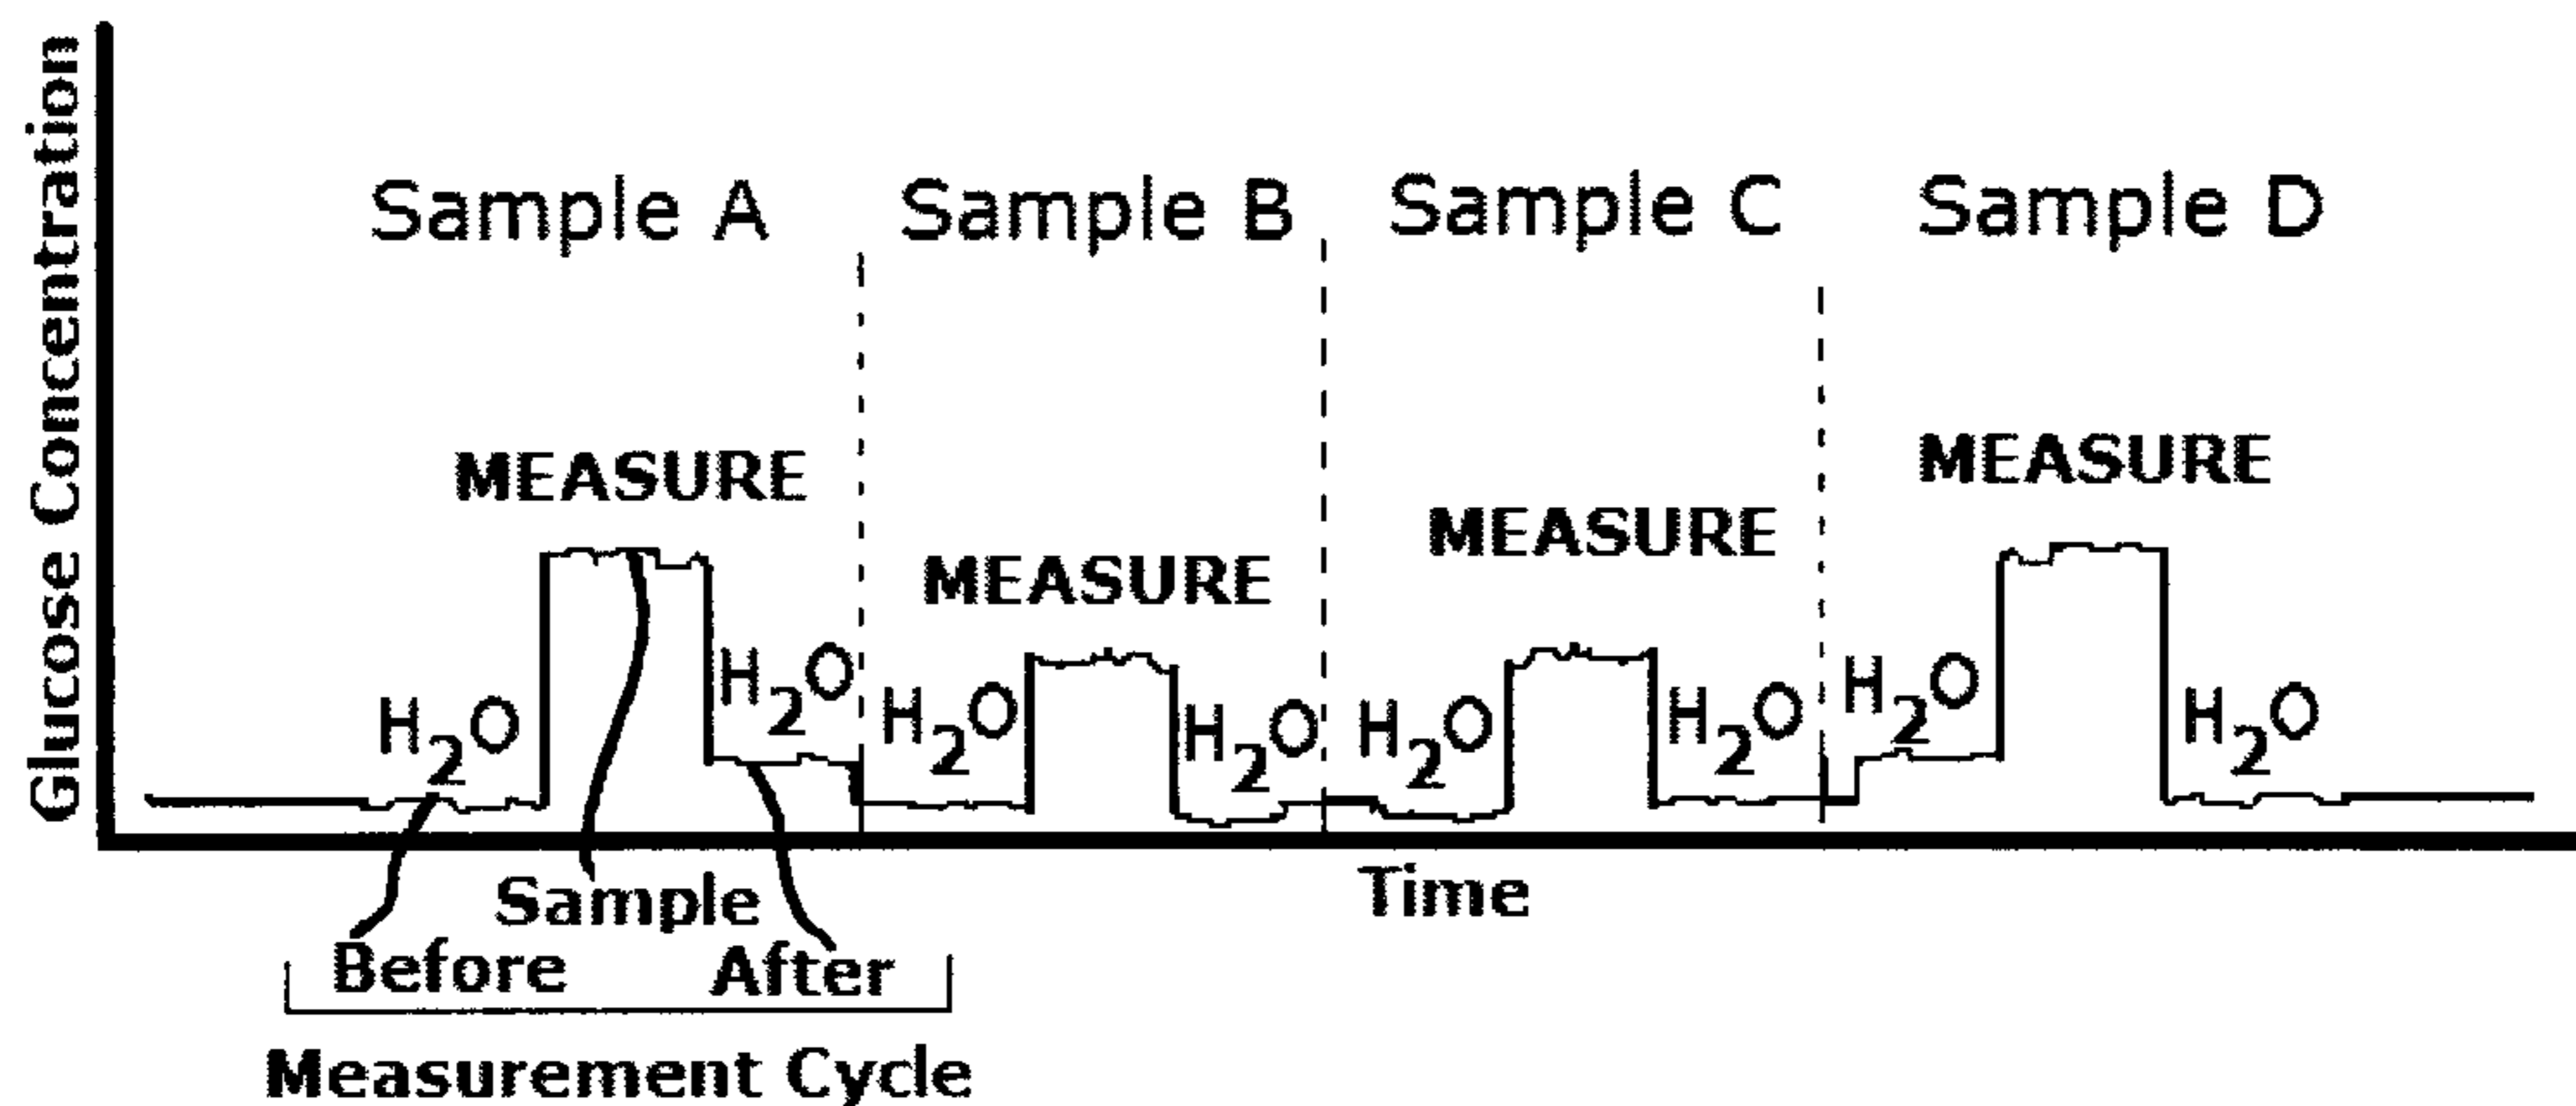 Glucose Concentration
Sample A
Sample B
Sample C
Sample D
MEASURE
MEASURE
MEASURE
MEASURE
H2O
H2O
H2O
H2O
H2O
H2O
H2O
H2O
Time
Sample
Before
After
Measurement Cycle